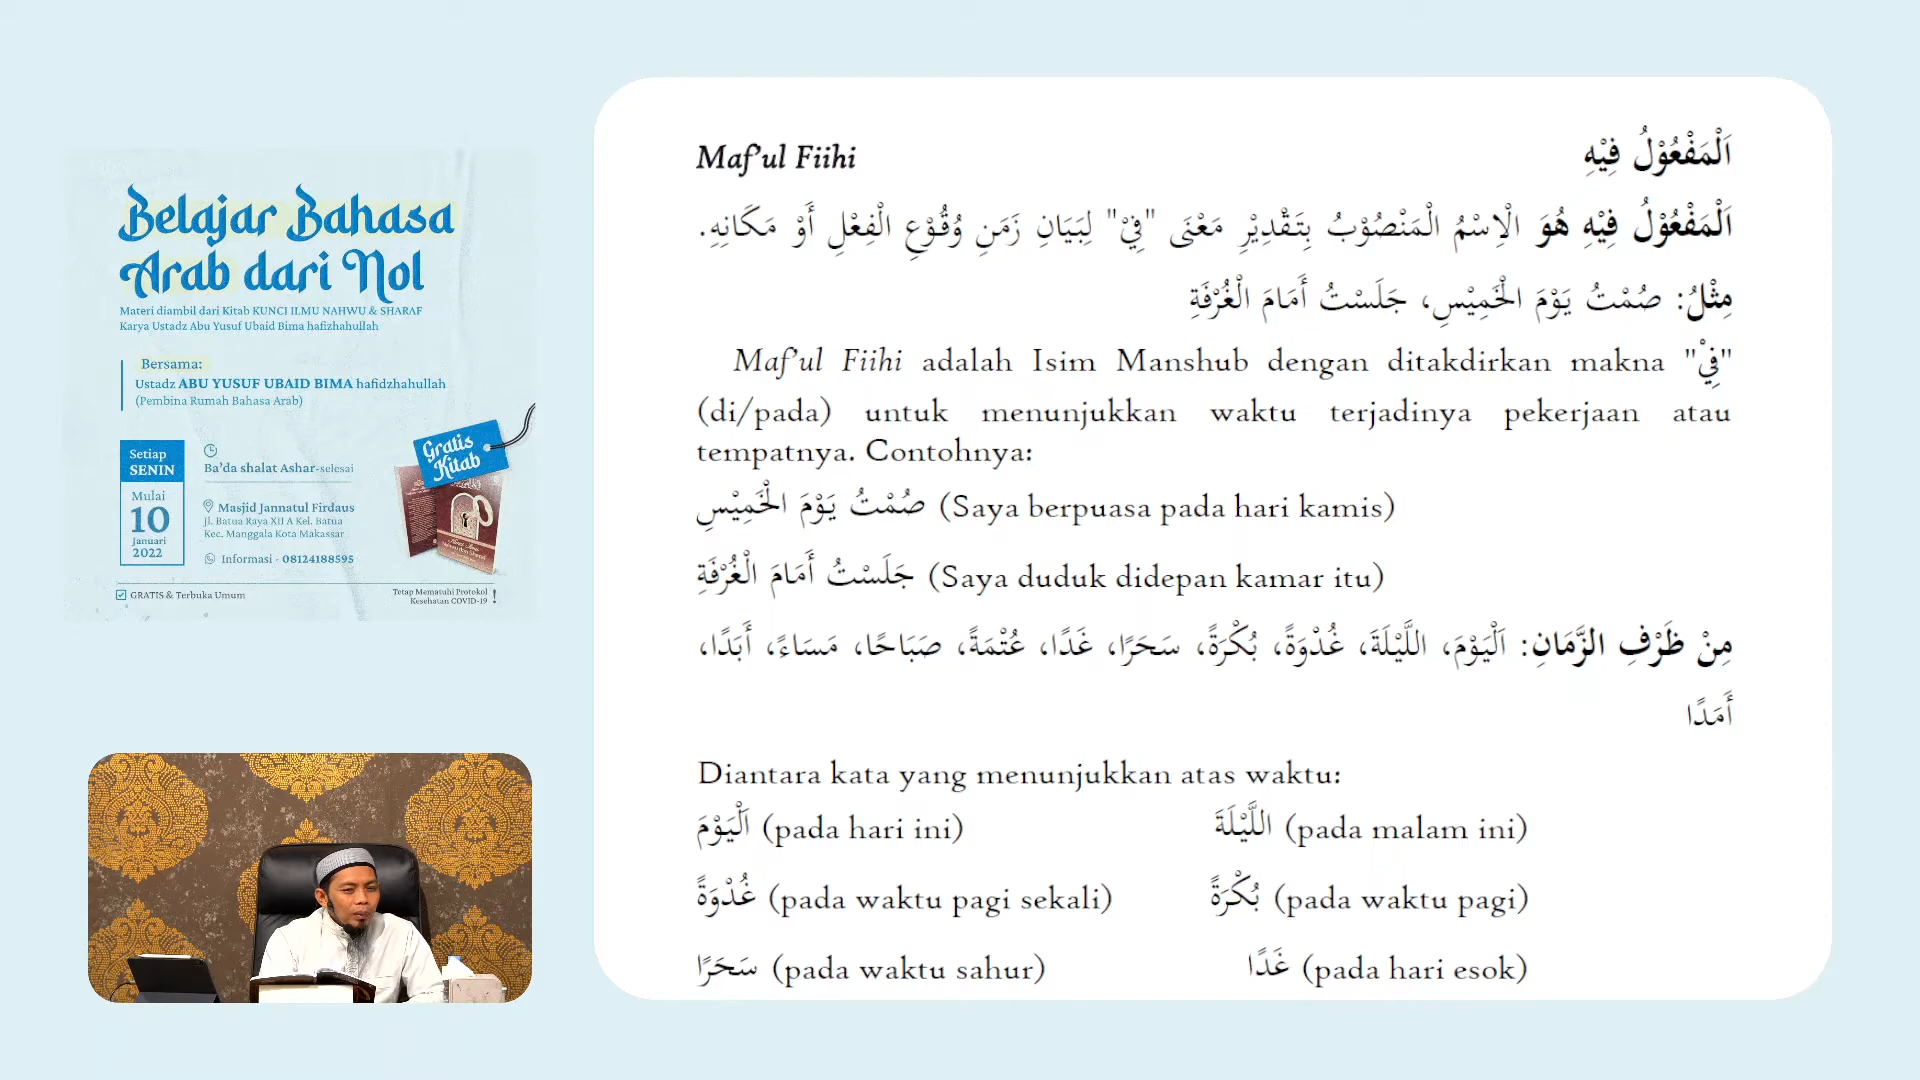 Belajar Bahasa
Arab dari Nol
Materi diambil dari Kitab KUNCI ILMU NAHWU & SHARAF
Karya Ustadz Abu Yusuf Ubaid Bima hafizhahullah
Bersama:
Ustadz ABU YUSUF UBAID BIMA hafidzhahullah
(Pembina Rumah Bahasa Arab)
Setiap
SENIN
Mulai
10
Januari
2022
Ba'da shalat Ashar-selesai
Masjid Jannatul Firdaus
Jl. Batua Raya XII A Kel. Batua
Kec. Manggala Kota Makassar
Informasi - 08124188595
Gratis
Kitab
GRATIS & Terbuka Umum
Tetap Mematuhi Protokol
Kesehatan COVID-19 !
Maf'ul Fiihi اَلْمَفْعُوْلُ فِيْهِ
اَلْمَفْعُوْلُ فِيْهِ هُوَ الْاِسْمُ الْمَنْصُوْبُ بِتَقْدِيْرِ مَعْنَى "فِيْ" لِبَيَانِ زَمَنِ وُقُوْعِ الْفِعْلِ أَوْ مَكَانِهِ.
مِثْلُ: صُمْتُ يَوْمَ الْخَمِيْسِ، جَلَسْتُ أَمَامَ الْغُرْفَةِ
Maf'ul Fiihi adalah Isim Manshub dengan ditakdirkan makna "فِيْ"
(di/pada) untuk menunjukkan waktu terjadinya pekerjaan atau
tempatnya. Contohnya:
صُمْتُ يَوْمَ الْخَمِيْسِ (Saya berpuasa pada hari kamis)
جَلَسْتُ أَمَامَ الْغُرْفَةِ (Saya duduk didepan kamar itu)
مِنْ ظَرْفِ الزَّمَانِ: اَلْيَوْمَ، اللَّيْلَةَ، غُدْوَةً، بُكْرَةً، سَحَرًا، غَدًا، عُتْمَةً، صَبَاحًا، مَسَاءً، أَبَدًا،
أَمَدًا
Diantara kata yang menunjukkan atas waktu:
اَلْيَوْمَ (pada hari ini) اللَّيْلَةَ (pada malam ini)
غُدْوَةً (pada waktu pagi sekali) بُكْرَةً (pada waktu pagi)
سَحَرًا (pada waktu sahur) غَدًا (pada hari esok)